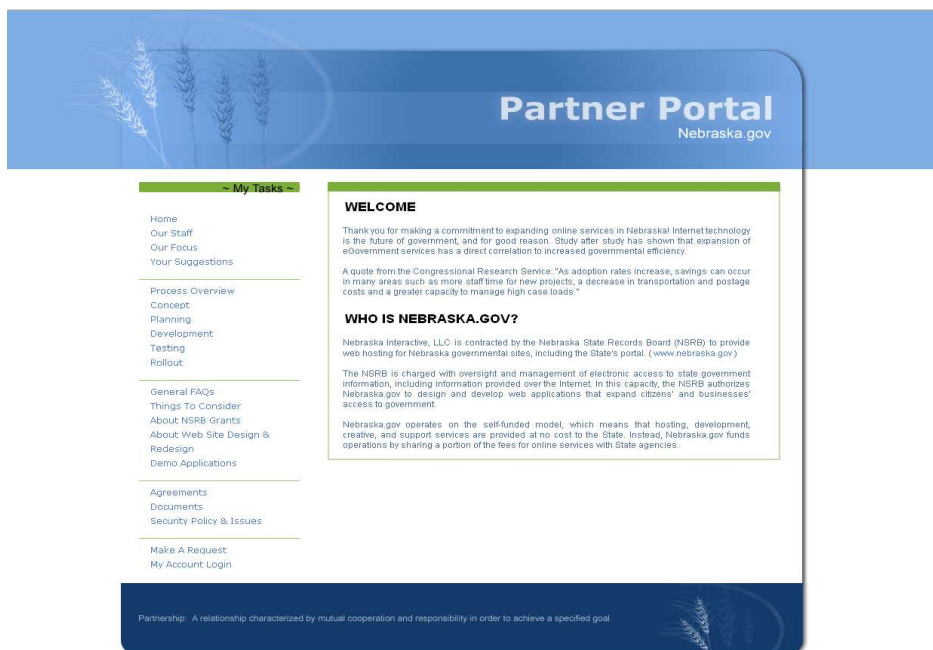 Partner Portal
Nebraska.gov
~ My Tasks ~
Home
Our Staff
Our Focus
Your Suggestions
Process Overview
Concept
Planning
Development
Testing
Rollout
General FAQs
Things To Consider
About NSRB Grants
About Web Site Design &
Redesign
Demo Applications
Agreements
Documents
Security Policy & Issues
Make A Request
My Account Login
WELCOME
Thank you for making a commitment to expanding online services in Nebraska! Internet technology
is the future of government, and for good reason. Study after study has shown that expansion of
eGovernment services has a direct correlation to increased governmental efficiency.
A quote from the Congressional Research Service: "As adoption rates increase, savings can occur
in many areas such as more staff time for new projects, a decrease in transportation and postage
costs and a greater capacity to manage high case loads."
WHO IS NEBRASKA.GOV?
Nebraska Interactive, LLC is contracted by the Nebraska State Records Board (NSRB) to provide
web hosting for Nebraska governmental sites, including the State's portal. ( www.nebraska.gov )
The NSRB is charged with oversight and management of electronic access to state government
information, including information provided over the Internet. In this capacity, the NSRB authorizes
Nebraska.gov to design and develop web applications that expand citizens' and businesses'
access to government.
Nebraska.gov operates on the self-funded model, which means that hosting, development,
creative, and support services are provided at no cost to the State. Instead, Nebraska.gov funds
operations by sharing a portion of the fees for online services with State agencies.
Partnership: A relationship characterized by mutual cooperation and responsibility in order to achieve a specified goal.